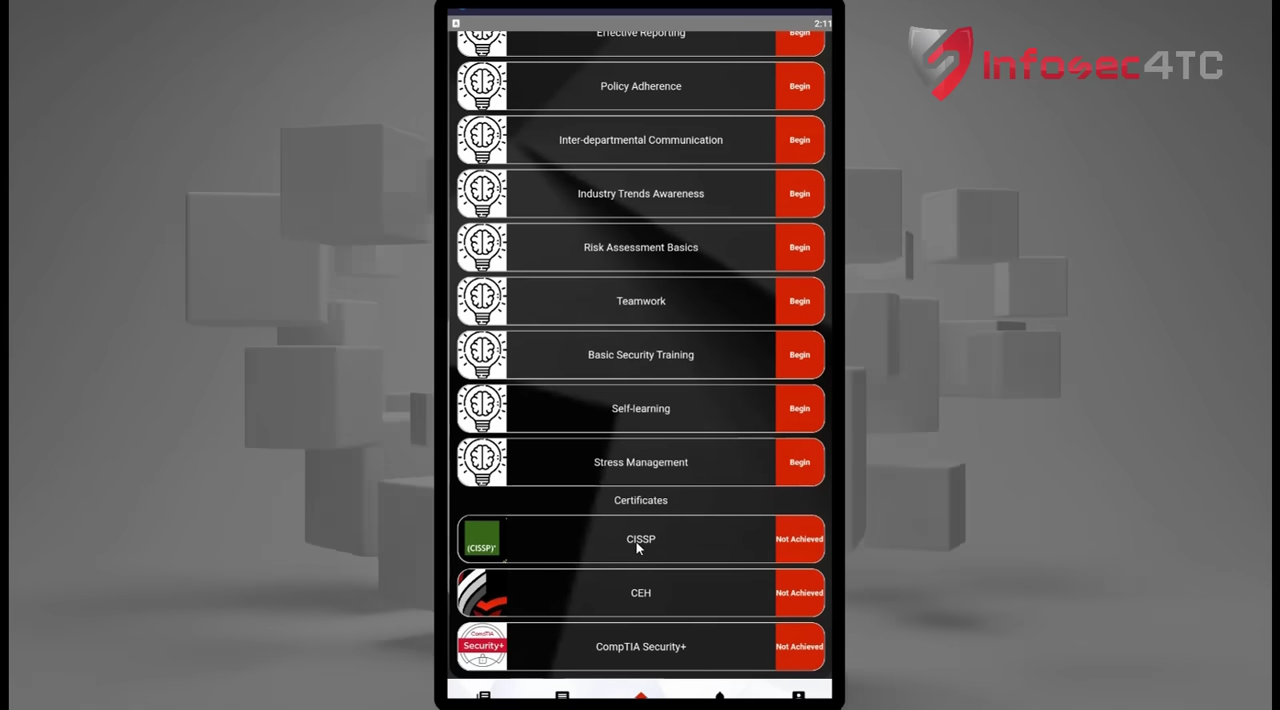 2:11
Infosec4TC
Effective Reporting
Begin
Policy Adherence
Begin
Inter-departmental Communication
Begin
Industry Trends Awareness
Begin
Risk Assessment Basics
Begin
Teamwork
Begin
Basic Security Training
Begin
Self-learning
Begin
Stress Management
Begin
Certificates
(CISSP)®
CISSP
Not Achieved
CEH
Not Achieved
CompTIA
Security+
CompTIA Security+
Not Achieved